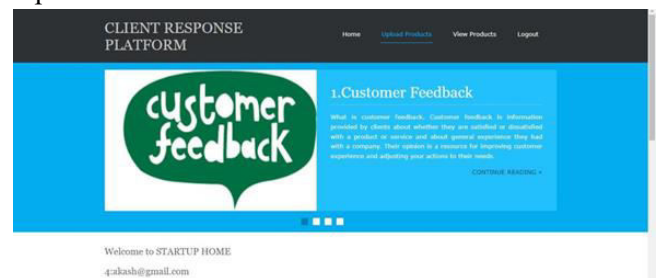 CLIENT RESPONSE
PLATFORM
Home Upload Products View Products Logout
customer
feedback
1.Customer Feedback
What is customer feedback. Customer feedback is information
provided by clients about whether they are satisfied or dissatisfied
with a product or service and about general experience they had
with a company. Their opinion is a resource for improving customer
experience and adjusting your actions to their needs.
CONTINUE READING »
Welcome to STARTUP HOME
4:akash@gmail.com